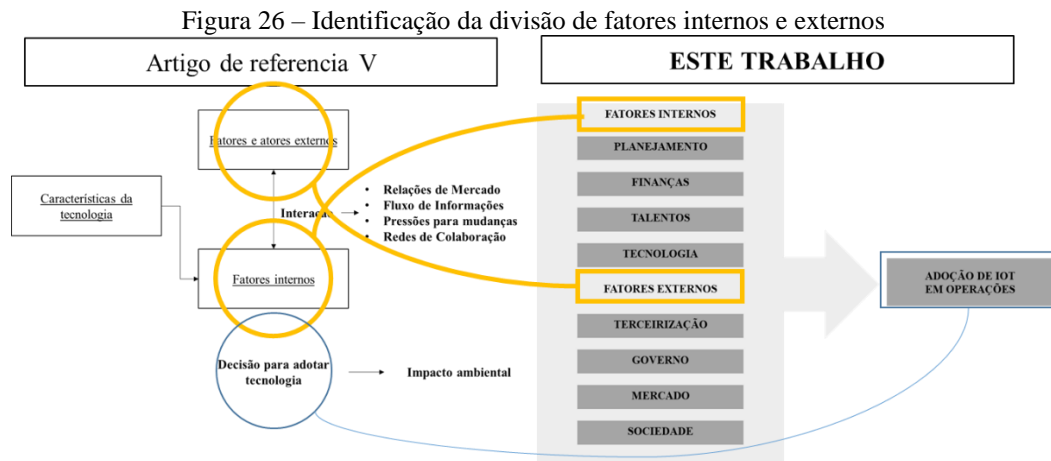 Figura 26 – Identificação da divisão de fatores internos e externos
Artigo de referencia V
Fatores e atores externos
Características da
tecnologia
Interação
• Relações de Mercado
• Fluxo de Informações
• Pressões para mudanças
• Redes de Colaboração
Fatores internos
Decisão para adotar
tecnologia
Impacto ambiental
ESTE TRABALHO
FATORES INTERNOS
PLANEJAMENTO
FINANÇAS
TALENTOS
TECNOLOGIA
FATORES EXTERNOS
TERCEIRIZAÇÃO
GOVERNO
MERCADO
SOCIEDADE
ADOÇÃO DE IOT
EM OPERAÇÕES